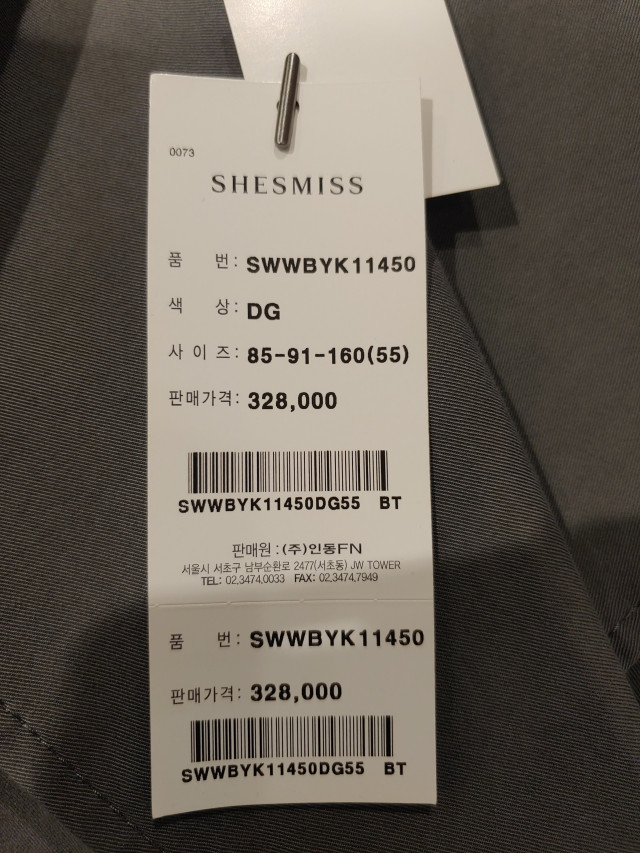 0073
SHESMISS
품 번: SWWBYK11450
색 상: DG
사 이 즈: 85-91-160(55)
판매가격: 328,000
SWWBYK11450DG55 BT
판매원 : (주)인동FN
서울시 서초구 남부순환로 2477(서초동) JW TOWER
TEL: 02.3474.0033 FAX: 02.3474.7949
품 번: SWWBYK11450
판매가격: 328,000
SWWBYK11450DG55 BT